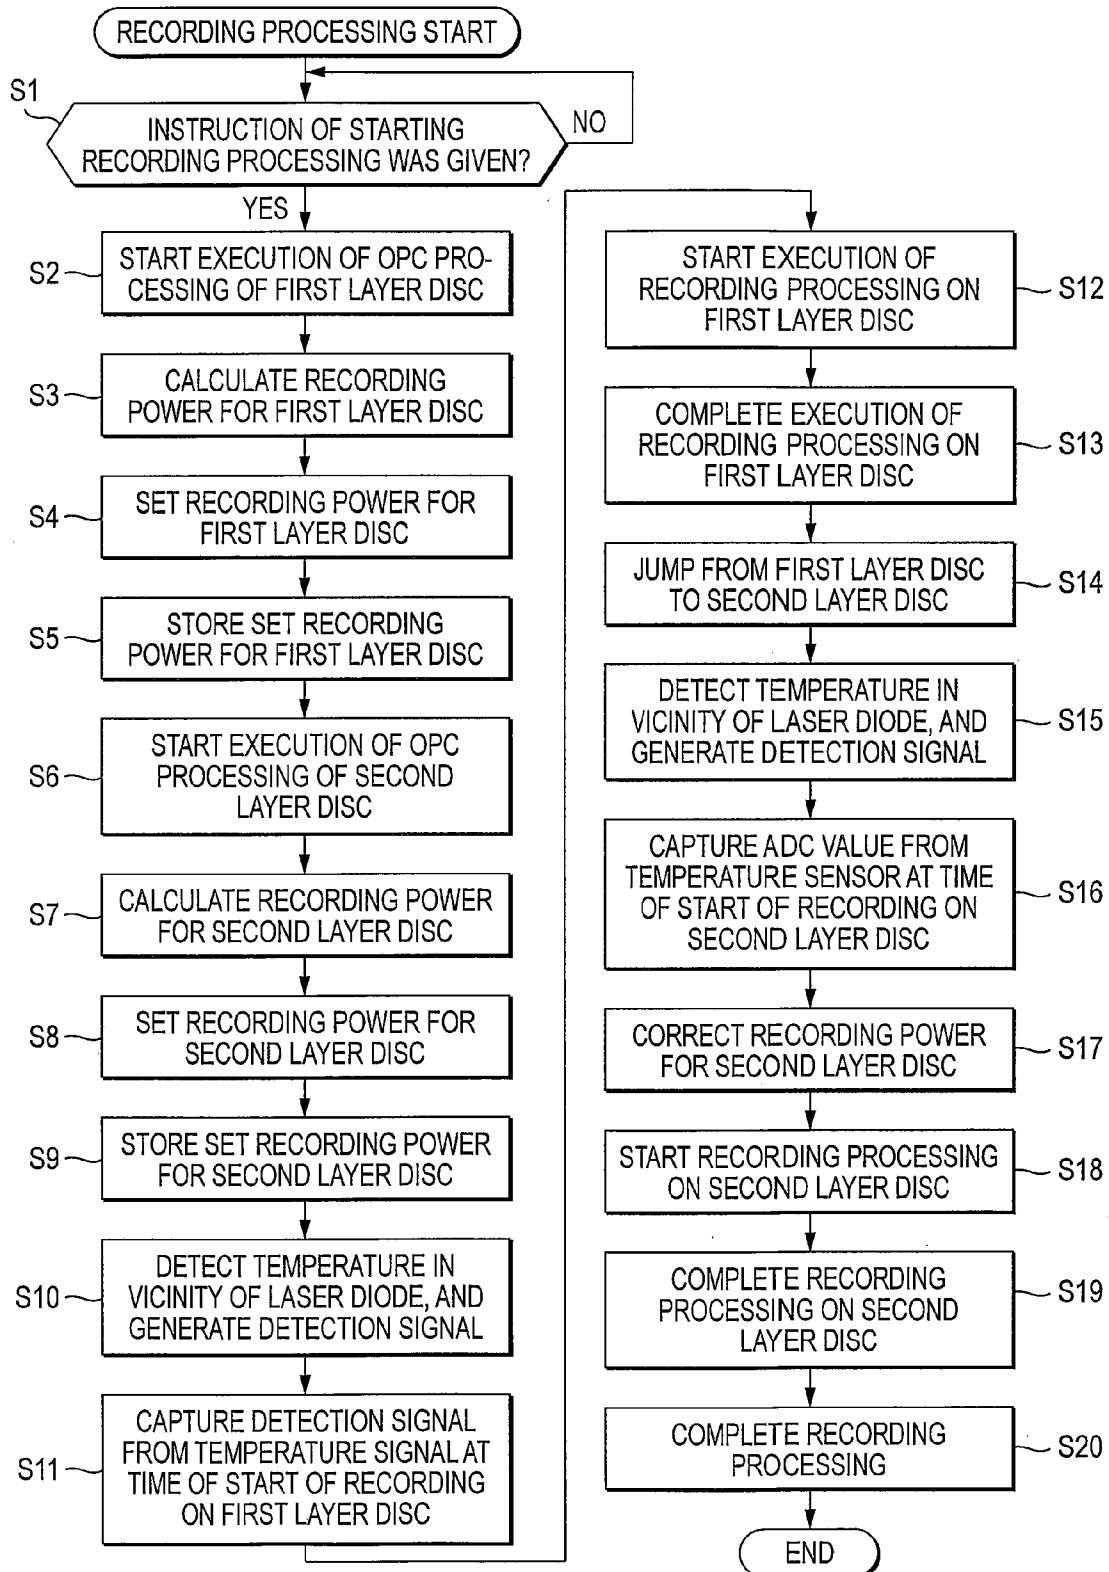 RECORDING PROCESSING START
S1
INSTRUCTION OF STARTING
RECORDING PROCESSING WAS GIVEN?
NO
YES
S2
START EXECUTION OF OPC PRO-
CESSING OF FIRST LAYER DISC
S3
CALCULATE RECORDING
POWER FOR FIRST LAYER DISC
S4
SET RECORDING POWER FOR
FIRST LAYER DISC
S5
STORE SET RECORDING
POWER FOR FIRST LAYER DISC
S6
START EXECUTION OF OPC
PROCESSING OF SECOND
LAYER DISC
S7
CALCULATE RECORDING POWER
FOR SECOND LAYER DISC
S8
SET RECORDING POWER FOR
SECOND LAYER DISC
S9
STORE SET RECORDING POWER
FOR SECOND LAYER DISC
S10
DETECT TEMPERATURE IN
VICINITY OF LASER DIODE, AND
GENERATE DETECTION SIGNAL
S11
CAPTURE DETECTION SIGNAL
FROM TEMPERATURE SIGNAL AT
TIME OF START OF RECORDING
ON FIRST LAYER DISC
START EXECUTION OF
RECORDING PROCESSING ON
FIRST LAYER DISC
S12
COMPLETE EXECUTION OF
RECORDING PROCESSING ON
FIRST LAYER DISC
S13
JUMP FROM FIRST LAYER DISC
TO SECOND LAYER DISC
S14
DETECT TEMPERATURE IN
VICINITY OF LASER DIODE, AND
GENERATE DETECTION SIGNAL
S15
CAPTURE ADC VALUE FROM
TEMPERATURE SENSOR AT TIME
OF START OF RECORDING ON
SECOND LAYER DISC
S16
CORRECT RECORDING POWER
FOR SECOND LAYER DISC
S17
START RECORDING PROCESSING
ON SECOND LAYER DISC
S18
COMPLETE RECORDING
PROCESSING ON SECOND
LAYER DISC
S19
COMPLETE RECORDING
PROCESSING
S20
END